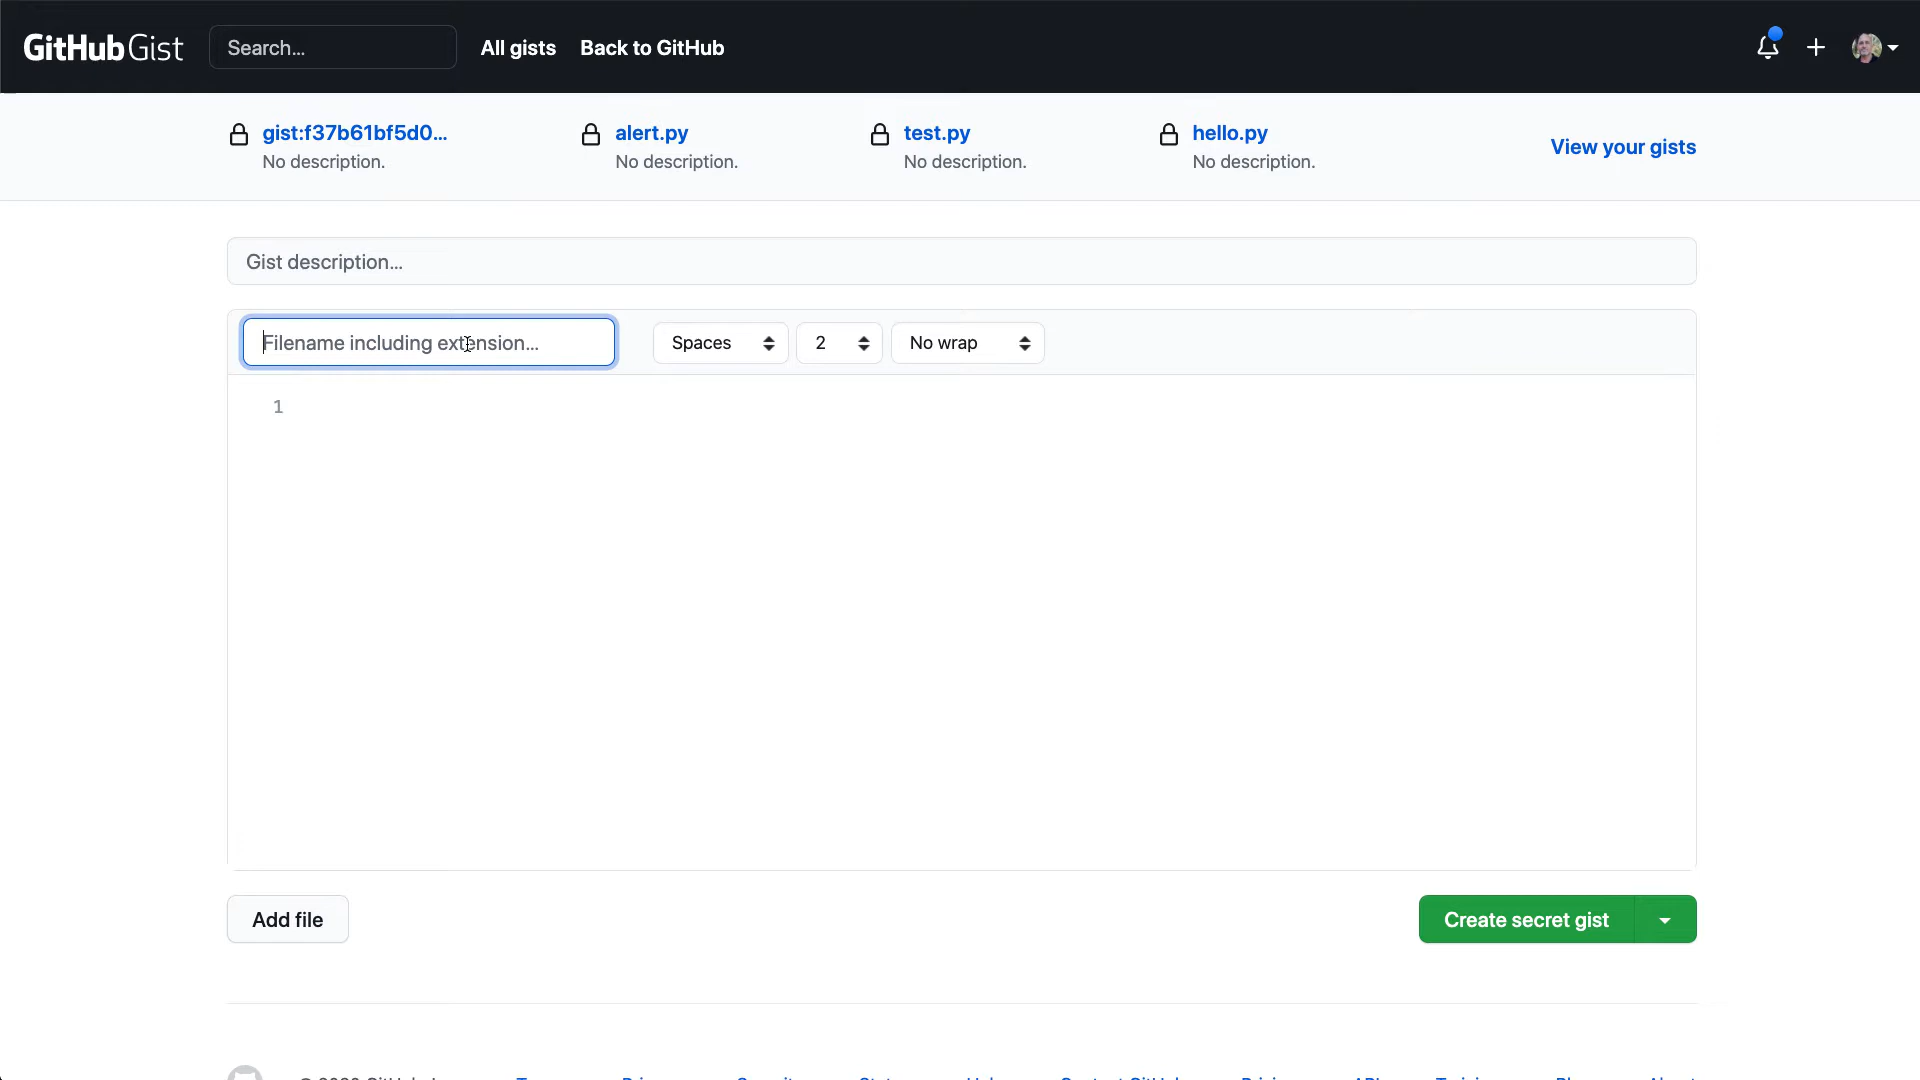 GitHub Gist Search... All gists Back to GitHub
gist:f37b61bf5d0... alert.py test.py hello.py
No description. No description. No description. No description.
View your gists
Gist description...
Filename including extension... Spaces 2 No wrap
1
Add file Create secret gist